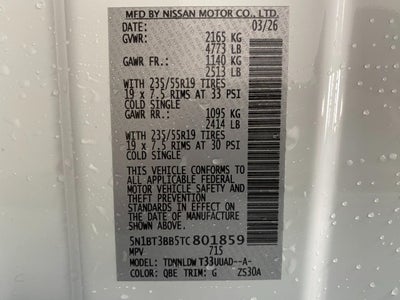 MFD BY NISSAN MOTOR CO., LTD.
DATE: 03/26
GVWR: 2165 KG
4773 LB
GAWR FR.: 1140 KG
2513 LB
WITH 235/55R19 TIRES
19 x 7.5 RIMS AT 33 PSI
COLD SINGLE
GAWR RR.: 1095 KG
2414 LB
WITH 235/55R19 TIRES
19 x 7.5 RIMS AT 30 PSI
COLD SINGLE
THIS VEHICLE CONFORMS TO
ALL APPLICABLE FEDERAL
MOTOR VEHICLE SAFETY AND
THEFT PREVENTION
STANDARDS IN EFFECT ON
THE DATE OF MANUFACTURE
SHOWN ABOVE.
5N1BT3BB5TC801859
MPV 715
MODEL: TDNNLDWT33UUAD--A-
COLOR: QBE TRIM: G ZS30A